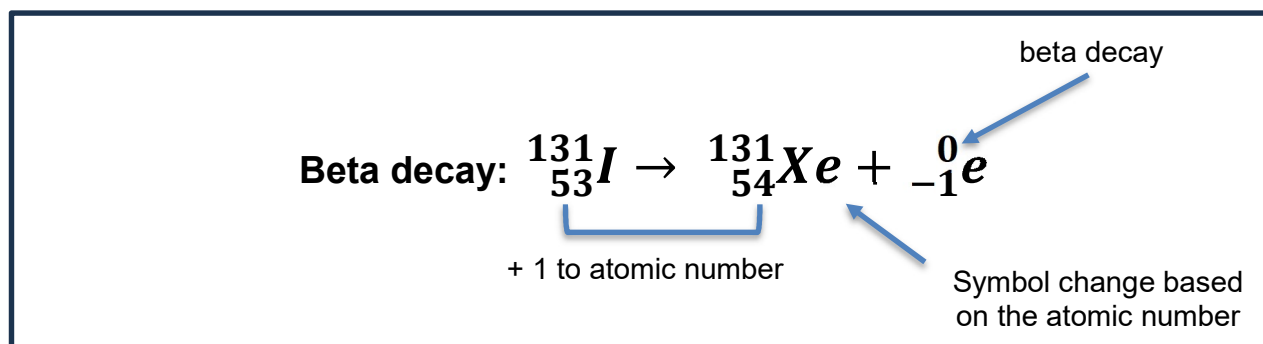 beta decay
Beta decay: ¹³¹₅₃I → ¹³¹₅₄Xe + ⁰₋₁e
+ 1 to atomic number
Symbol change based
on the atomic number